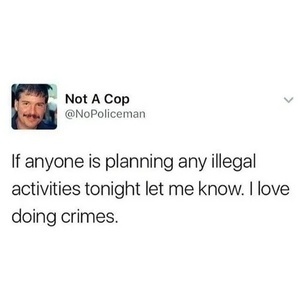 Not A Cop
@NoPoliceman
If anyone is planning any illegal
activities tonight let me know. I love
doing crimes.